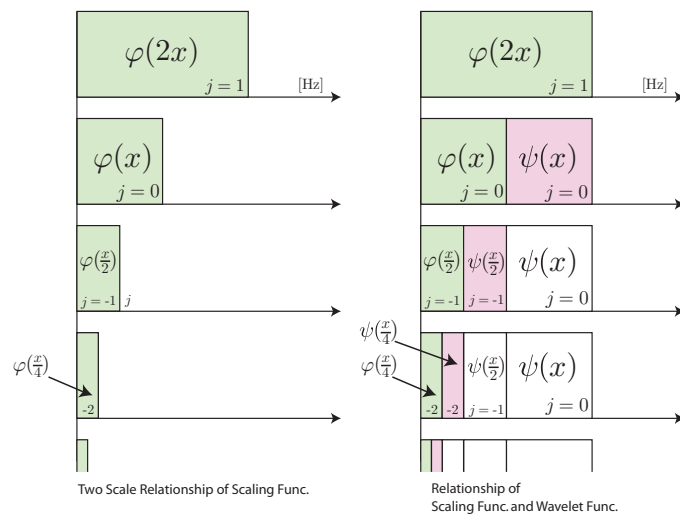 φ(2x)
j = 1
[Hz]
φ(x)
j = 0
φ(x/2)
j = -1
j
φ(x/4)
-2
Two Scale Relationship of Scaling Func.
φ(2x)
j = 1
[Hz]
φ(x)
j = 0
ψ(x)
j = 0
φ(x/2)
j = -1
ψ(x/2)
j = -1
ψ(x)
j = 0
ψ(x/4)
φ(x/4)
-2
-2
ψ(x/2)
j = -1
ψ(x)
j = 0
Relationship of
Scaling Func. and Wavelet Func.